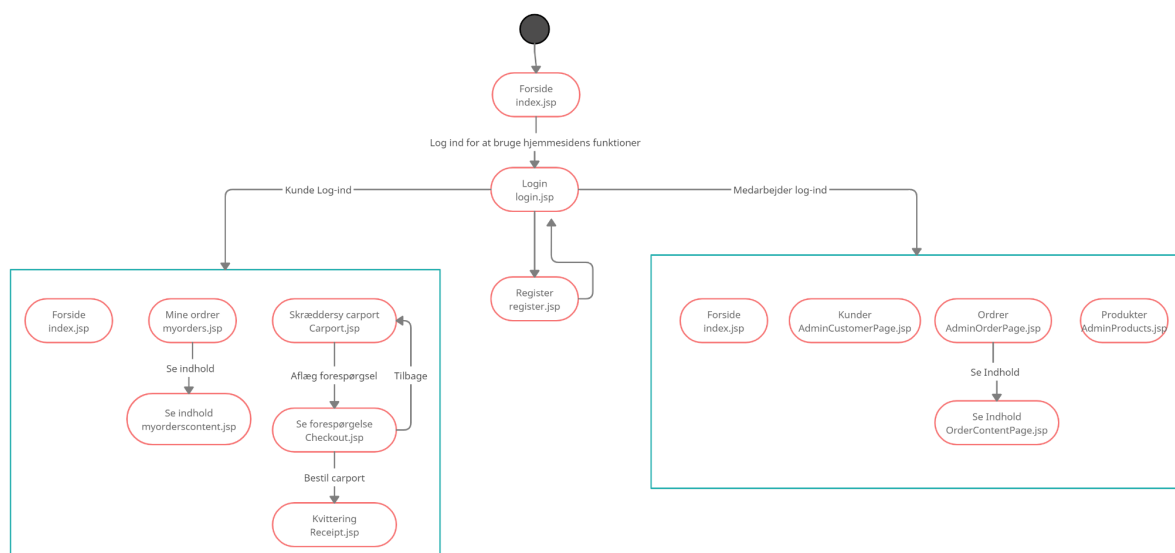 Forside
index.jsp
Log ind for at bruge hjemmesidens funktioner
Login
login.jsp
Kunde Log-ind
Medarbejder log-ind
Register
register.jsp
Forside
index.jsp
Mine ordrer
myorders.jsp
Skræddersy carport
Carport.jsp
Se indhold
Aflæg forespørgsel
Tilbage
Se indhold
myorderscontent.jsp
Se forespørgelse
Checkout.jsp
Bestil carport
Kvittering
Receipt.jsp
Forside
index.jsp
Kunder
AdminCustomerPage.jsp
Ordrer
AdminOrderPage.jsp
Produkter
AdminProducts.jsp
Se Indhold
Se Indhold
OrderContentPage.jsp